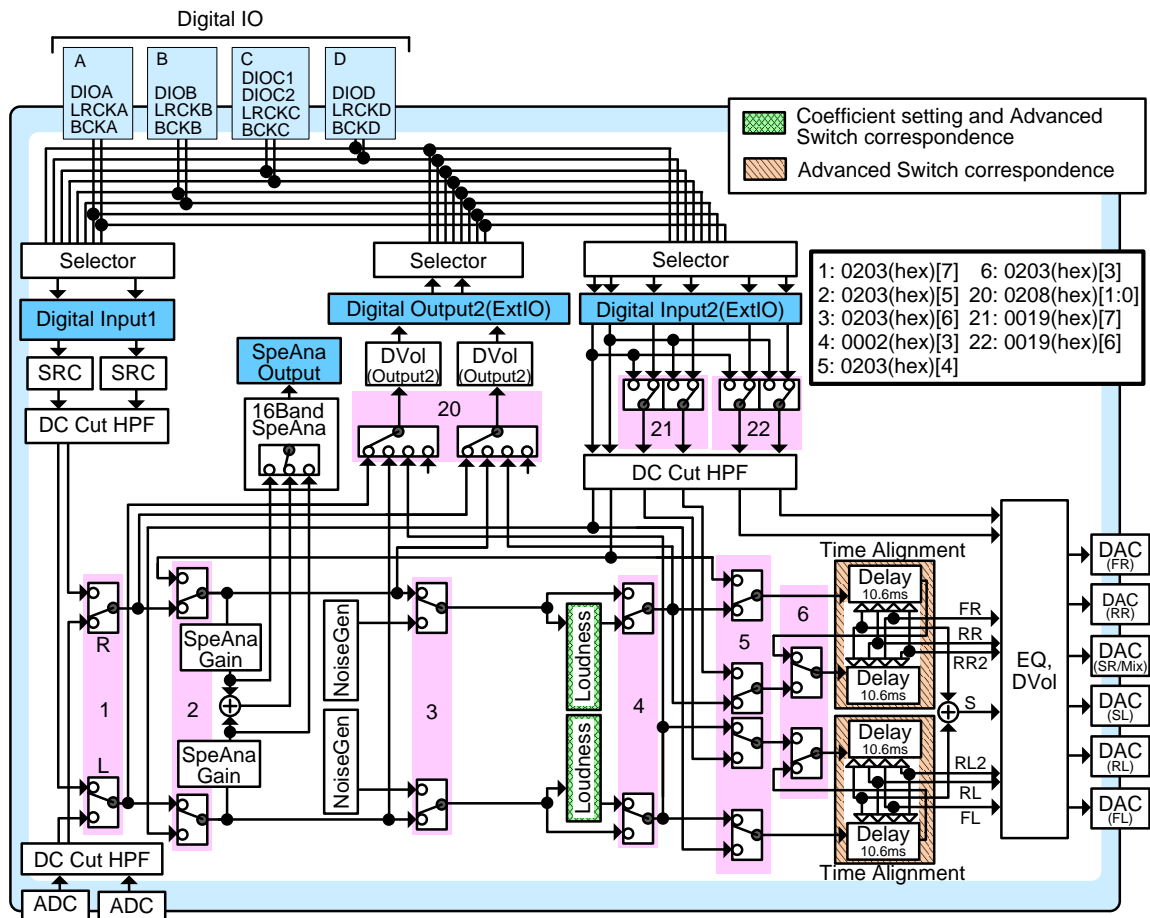 Digital IO
A
DIOA
LRCKA
BCKA
B
DIOB
LRCKB
BCKB
C
DIOC1
DIOC2
LRCKC
BCKC
D
DIOD
LRCKD
BCKD
Coefficient setting and Advanced
Switch correspondence
Advanced Switch correspondence
Selector
Selector
Selector
1: 0203(hex)[7] 6: 0203(hex)[3]
2: 0203(hex)[5] 20: 0208(hex)[1:0]
3: 0203(hex)[6] 21: 0019(hex)[7]
4: 0002(hex)[3] 22: 0019(hex)[6]
5: 0203(hex)[4]
Digital Input1
Digital Output2(ExtIO)
Digital Input2(ExtIO)
SRC
SRC
SpeAna
Output
DVol
(Output2)
DVol
(Output2)
DC Cut HPF
16Band
SpeAna
20
21
22
DC Cut HPF
Time Alignment
Delay
10.6ms
Delay
10.6ms
R
SpeAna
Gain
NoiseGen
Loudness
1
2
3
4
5
6
FR
RR
RR2
S
EQ,
DVol
DAC
(FR)
DAC
(RR)
DAC
(SR/Mix)
DAC
(SL)
DAC
(RL)
DAC
(FL)
L
SpeAna
Gain
NoiseGen
Loudness
Delay
10.6ms
Delay
10.6ms
RL2
RL
FL
Time Alignment
DC Cut HPF
ADC
ADC